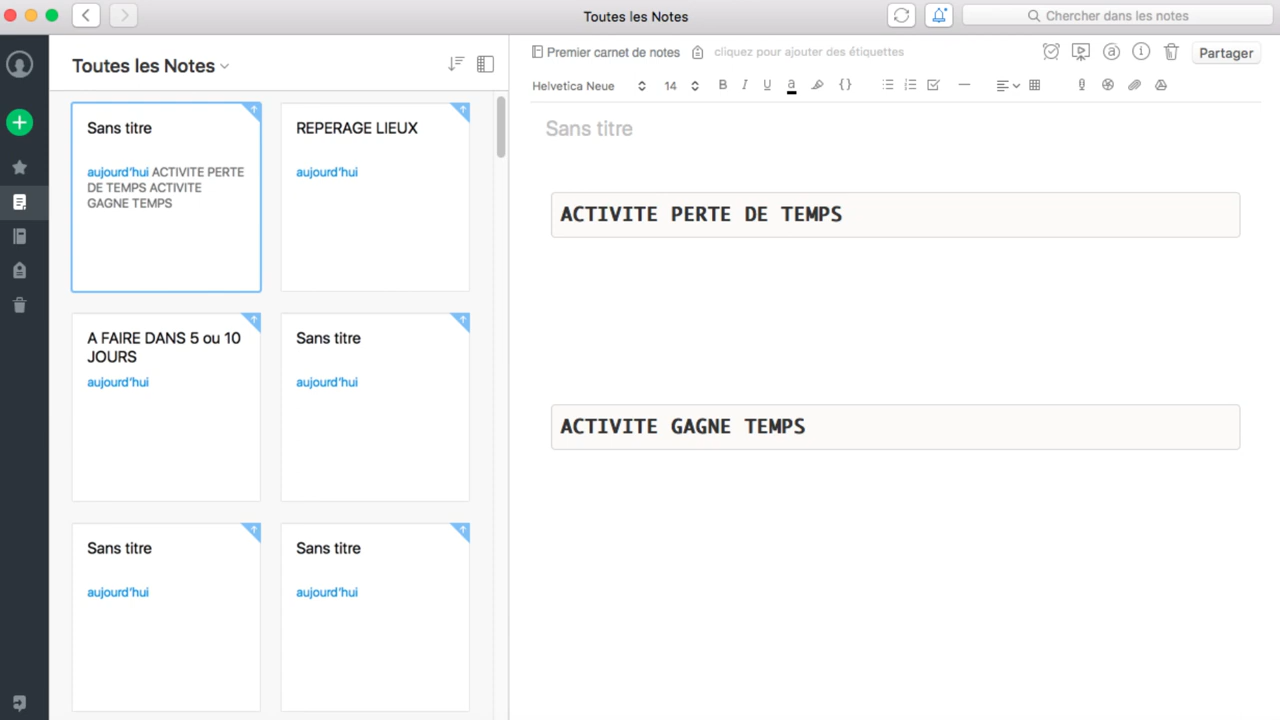 Toutes les Notes
Chercher dans les notes
Toutes les Notes
Premier carnet de notes
cliquez pour ajouter des étiquettes
Partager
Helvetica Neue
14
B I U a {}
Sans titre
aujourd'hui ACTIVITE PERTE
DE TEMPS ACTIVITE
GAGNE TEMPS
REPERAGE LIEUX
aujourd'hui
A FAIRE DANS 5 ou 10
JOURS
aujourd'hui
Sans titre
aujourd'hui
Sans titre
aujourd'hui
Sans titre
aujourd'hui
Sans titre
ACTIVITE PERTE DE TEMPS
ACTIVITE GAGNE TEMPS